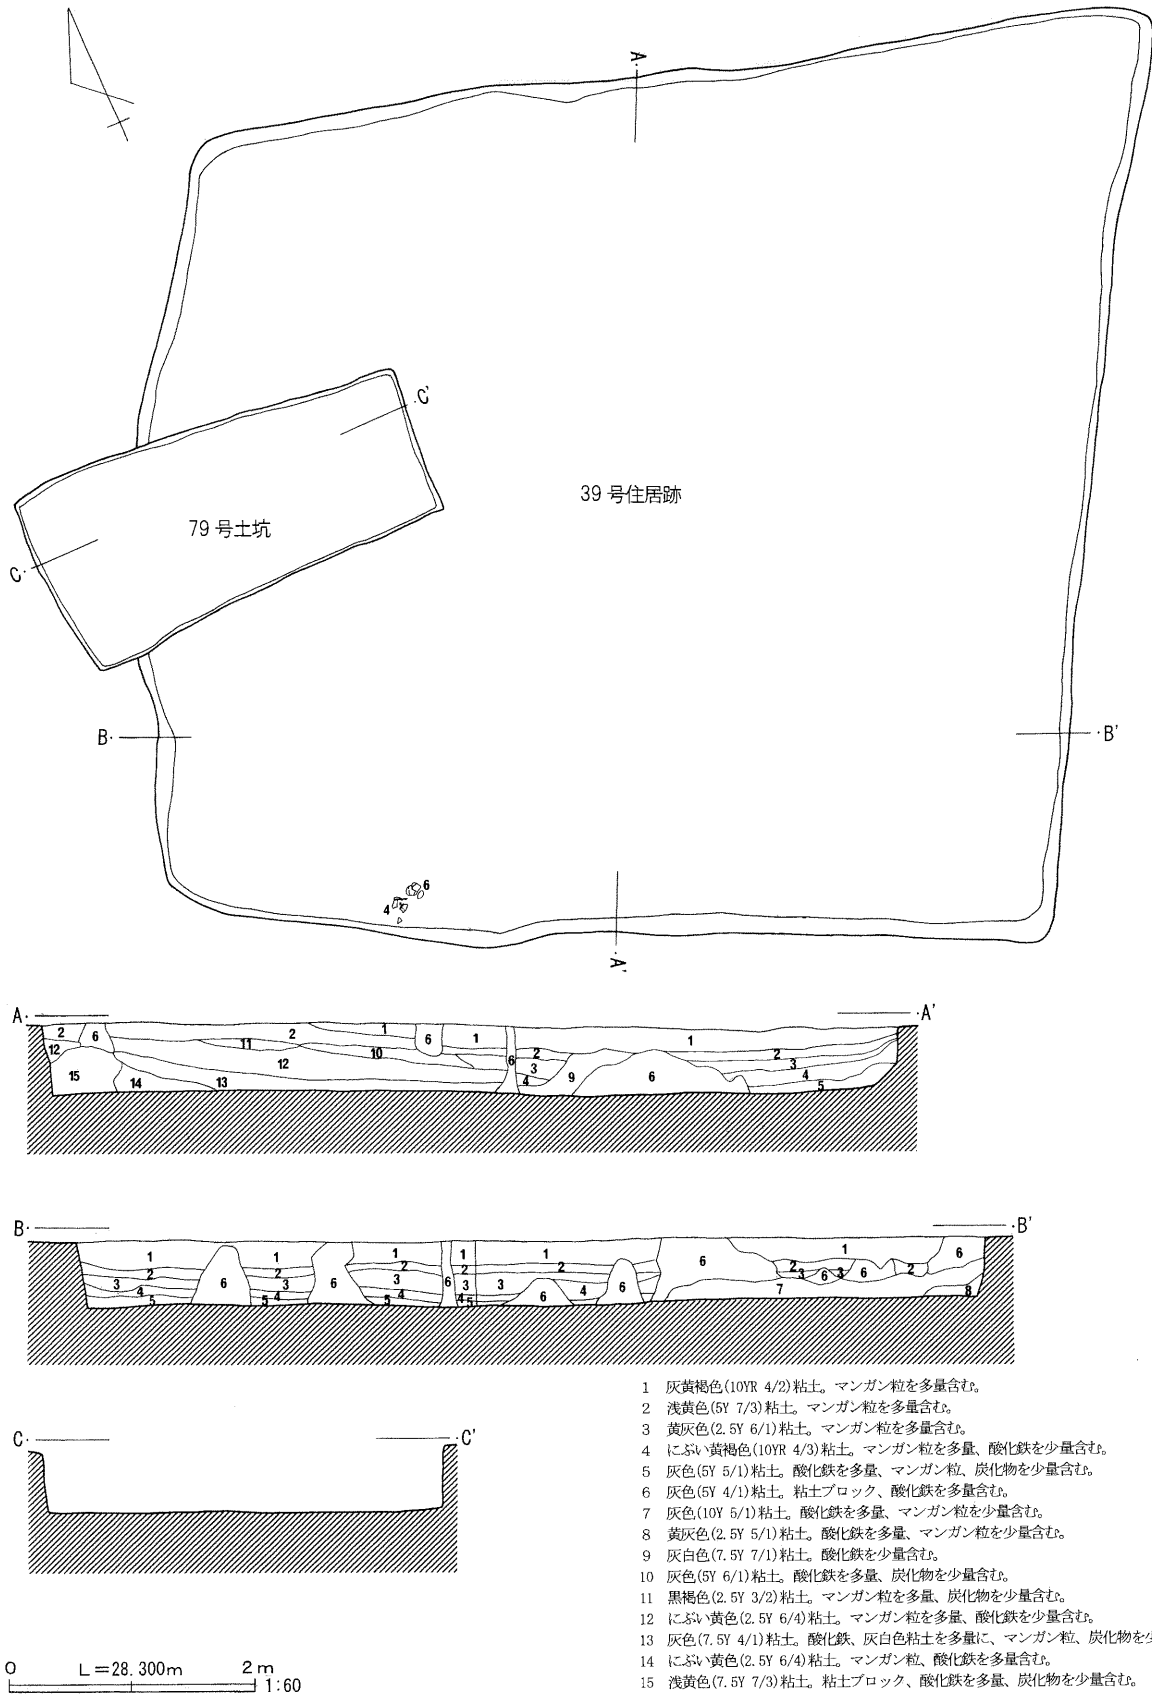 A
C'
39 号住居跡
79 号土坑
C
B
B'
6
4
A'
A A'
2 6 2 1 6 1 1
12 11 10 6 2 2
12 3 3
15 14 13 4 9 6 4
5
B B'
1 1 1 1 1 1 6
2 2 2 2 2 6 2 2
3 6 3 6 3 6 3 3 6 3 6 3 6
4 4 4 4 6 4 7 8
5 5 5 5
C C'
1 灰黄褐色(10YR 4/2)粘土。マンガン粒を多量含む。
2 浅黄色(5Y 7/3)粘土。マンガン粒を多量含む。
3 黄灰色(2.5Y 6/1)粘土。マンガン粒を多量含む。
4 にぶい黄褐色(10YR 4/3)粘土。マンガン粒を多量、酸化鉄を少量含む。
5 灰色(5Y 5/1)粘土。酸化鉄を多量、マンガン粒、炭化物を少量含む。
6 灰色(5Y 4/1)粘土。粘土ブロック、酸化鉄を多量含む。
7 灰色(10Y 5/1)粘土。酸化鉄を多量、マンガン粒を少量含む。
8 黄灰色(2.5Y 5/1)粘土。酸化鉄を多量、マンガン粒を少量含む。
9 灰白色(7.5Y 7/1)粘土。酸化鉄を少量含む。
10 灰色(5Y 6/1)粘土。酸化鉄を多量、炭化物を少量含む。
11 黒褐色(2.5Y 3/2)粘土。マンガン粒を多量、炭化物を少量含む。
12 にぶい黄色(2.5Y 6/4)粘土。マンガン粒を多量、酸化鉄を少量含む。
13 灰色(7.5Y 4/1)粘土。酸化鉄、灰白色粘土を多量に、マンガン粒、炭化物を少
14 にぶい黄色(2.5Y 6/4)粘土。マンガン粒、酸化鉄を多量含む。
15 浅黄色(7.5Y 7/3)粘土。粘土ブロック、酸化鉄を多量、炭化物を少量含む。
0 L=28.300m 2m
1:60